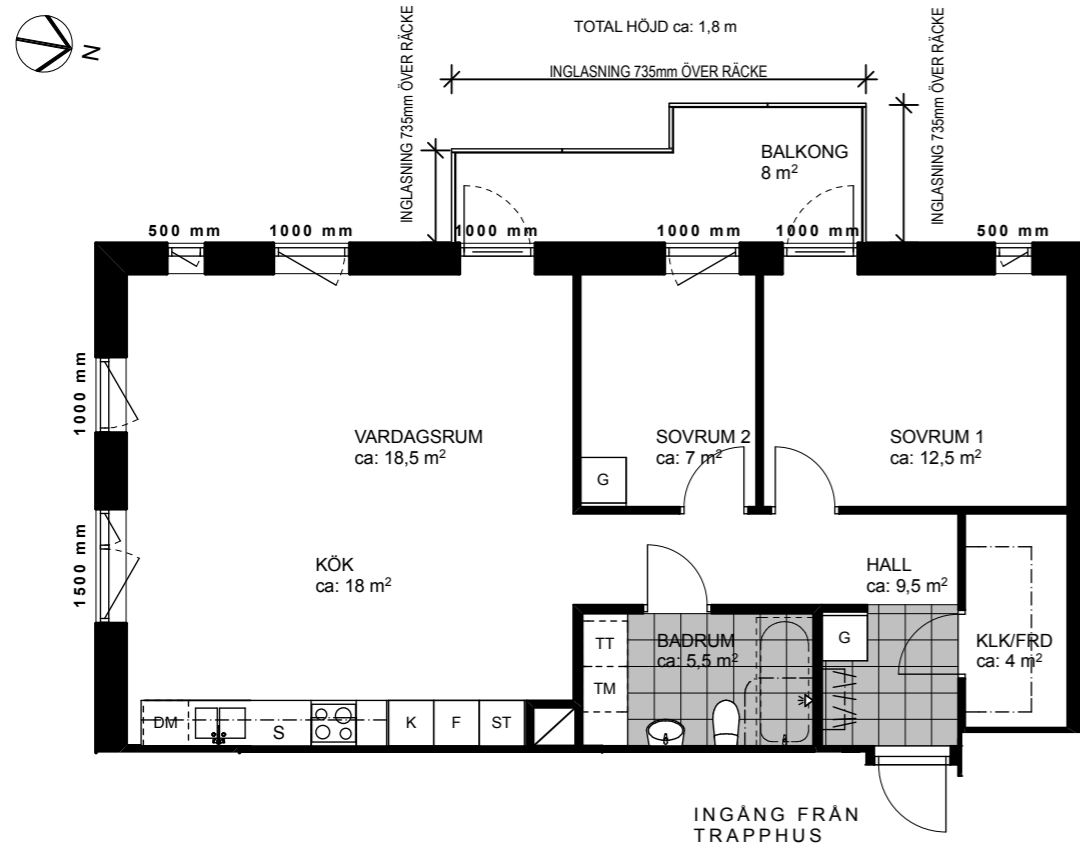 N
TOTAL HÖJD ca: 1,8 m
INGLASNING 735mm ÖVER RÄCKE
INGLASNING 735mm ÖVER RÄCKE
INGLASNING 735mm ÖVER RÄCKE
BALKONG
8 m²
500 mm
1000 mm
1000 mm
1000 mm
1000 mm
500 mm
1000 mm
1500 mm
VARDAGSRUM
ca: 18,5 m²
SOVRUM 2
ca: 7 m²
SOVRUM 1
ca: 12,5 m²
G
KÖK
ca: 18 m²
HALL
ca: 9,5 m²
BADRUM
ca: 5,5 m²
TT
TM
G
KLK/FRD
ca: 4 m²
DM
S
K
F
ST
INGÅNG FRÅN
TRAPPHUS